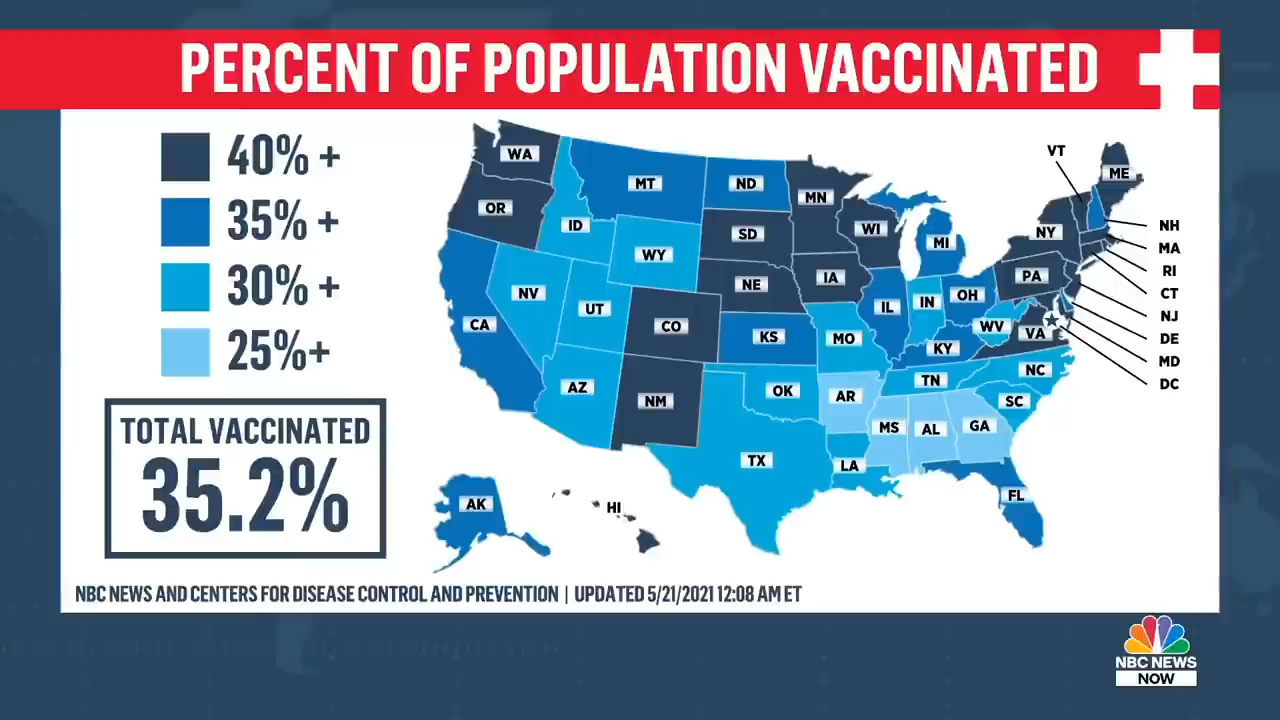 PERCENT OF POPULATION VACCINATED
40% +
35% +
30% +
25%+
TOTAL VACCINATED
35.2%
WA
OR
CA
NV
ID
MT
WY
UT
AZ
CO
NM
ND
SD
NE
KS
OK
TX
MN
IA
MO
AR
LA
WI
IL
MI
IN
OH
KY
TN
MS
AL
GA
FL
SC
NC
WV
VA
PA
NY
VT
ME
NH
MA
RI
CT
NJ
DE
MD
DC
AK
HI
NBC NEWS AND CENTERS FOR DISEASE CONTROL AND PREVENTION | UPDATED 5/21/2021 12:08 AM ET
NBC NEWS
NOW